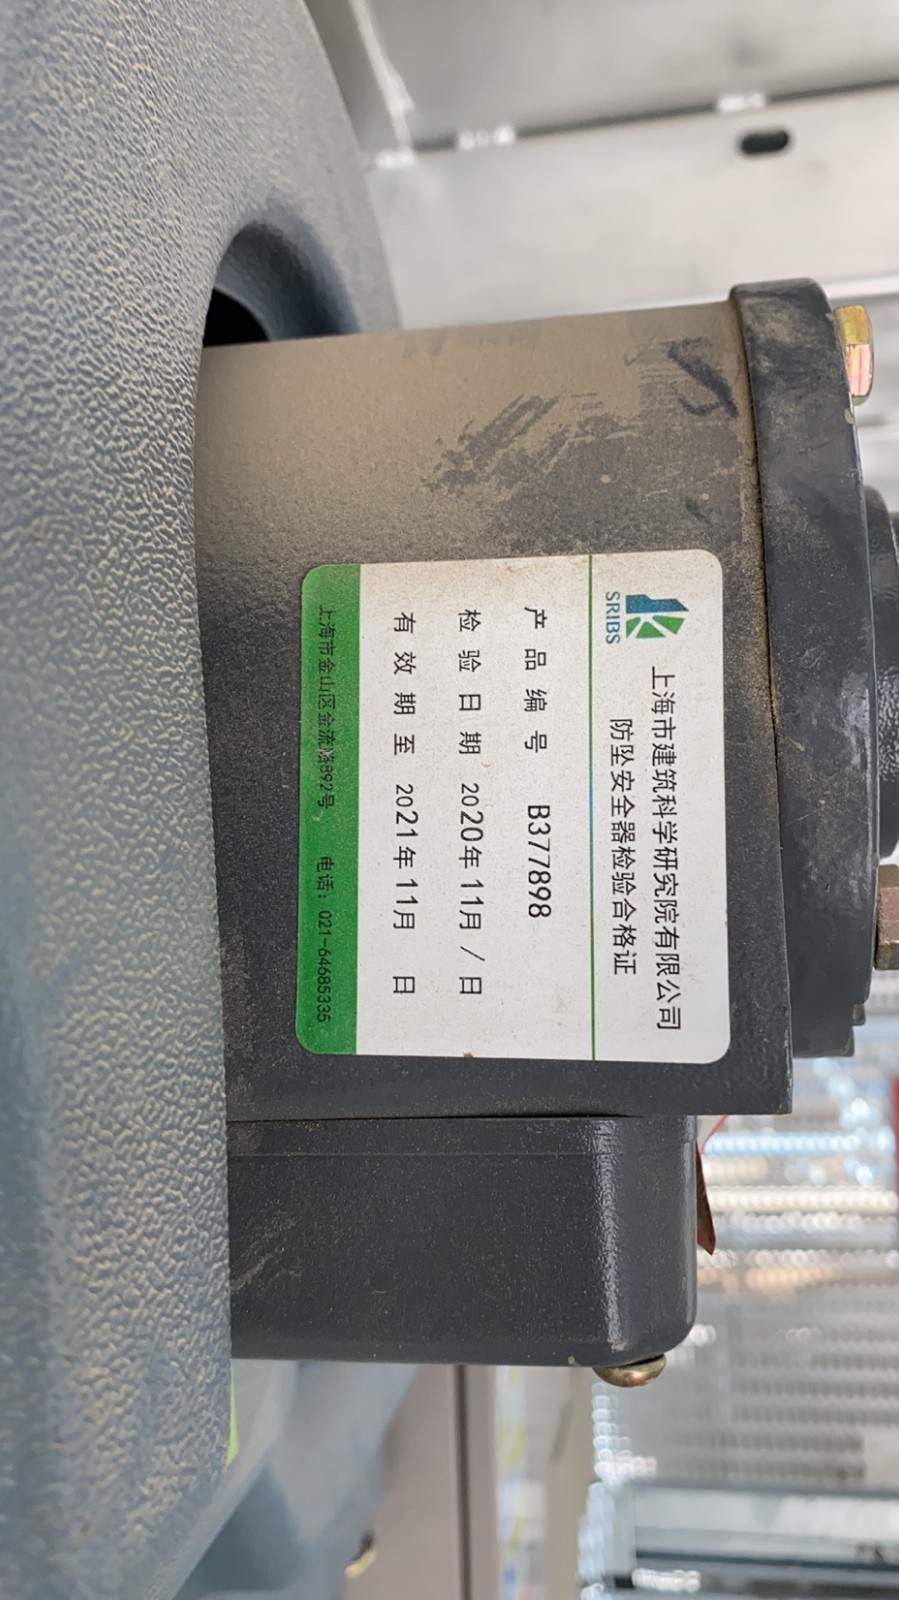 SRIBS
上海市建筑科学研究院有限公司
防坠安全器检验合格证
产品编号 B377898
检验日期 2020年11月/日
有效期至 2021年11月 日
上海市金山区金流路892号 电话：021-64685335